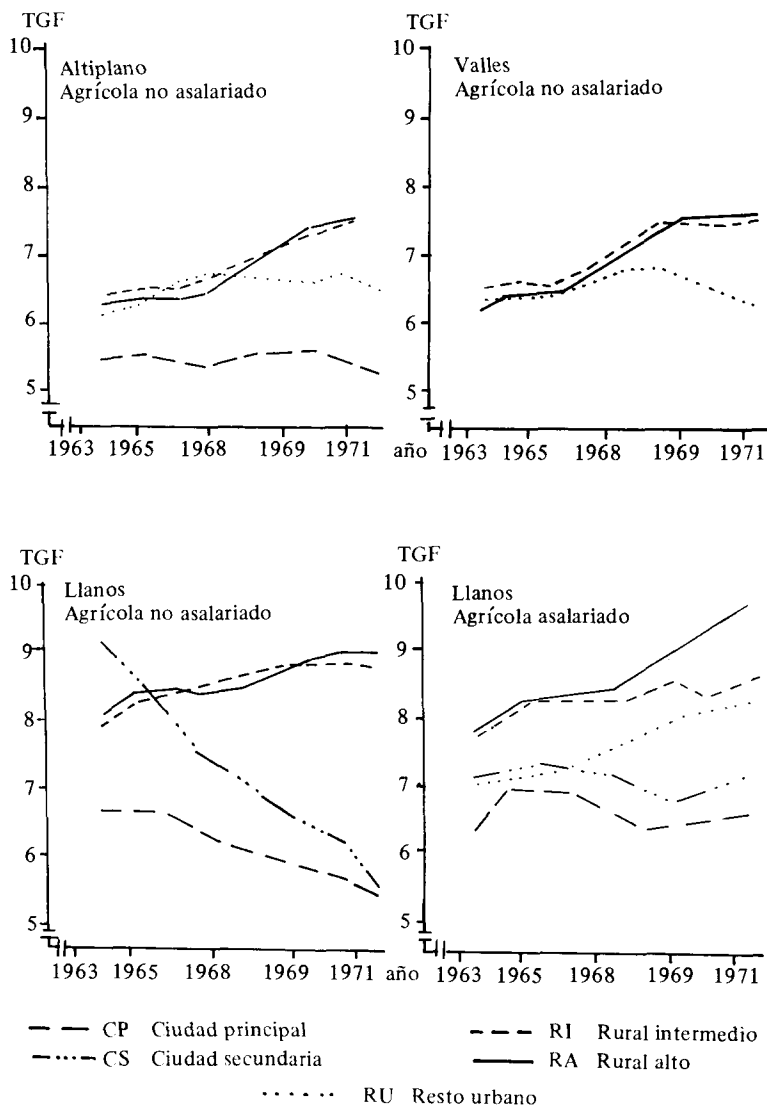 TGF
10
9
8
7
6
5
Altiplano
Agrícola no asalariado
1963 1965 1968 1969 1971 año
TGF
10
9
8
7
6
5
Valles
Agrícola no asalariado
1963 1965 1968 1969 1971
TGF
10
9
8
7
6
5
Llanos
Agrícola no asalariado
1963 1965 1968 1969 1971 año
TGF
10
9
8
7
6
5
Llanos
Agrícola asalariado
1963 1965 1968 1969 1971
CP Ciudad principal
RI Rural intermedio
CS Ciudad secundaria
RA Rural alto
RU Resto urbano